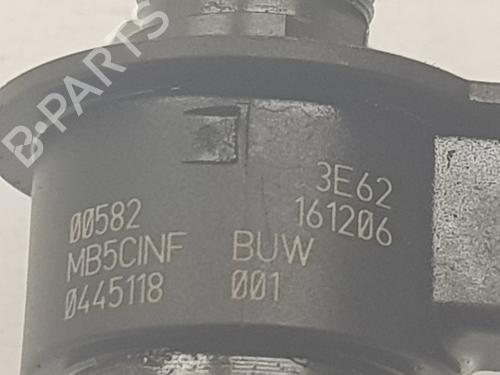 B-PARTS
00582 3E62
161206
MB5CINF BUW
0445118 001